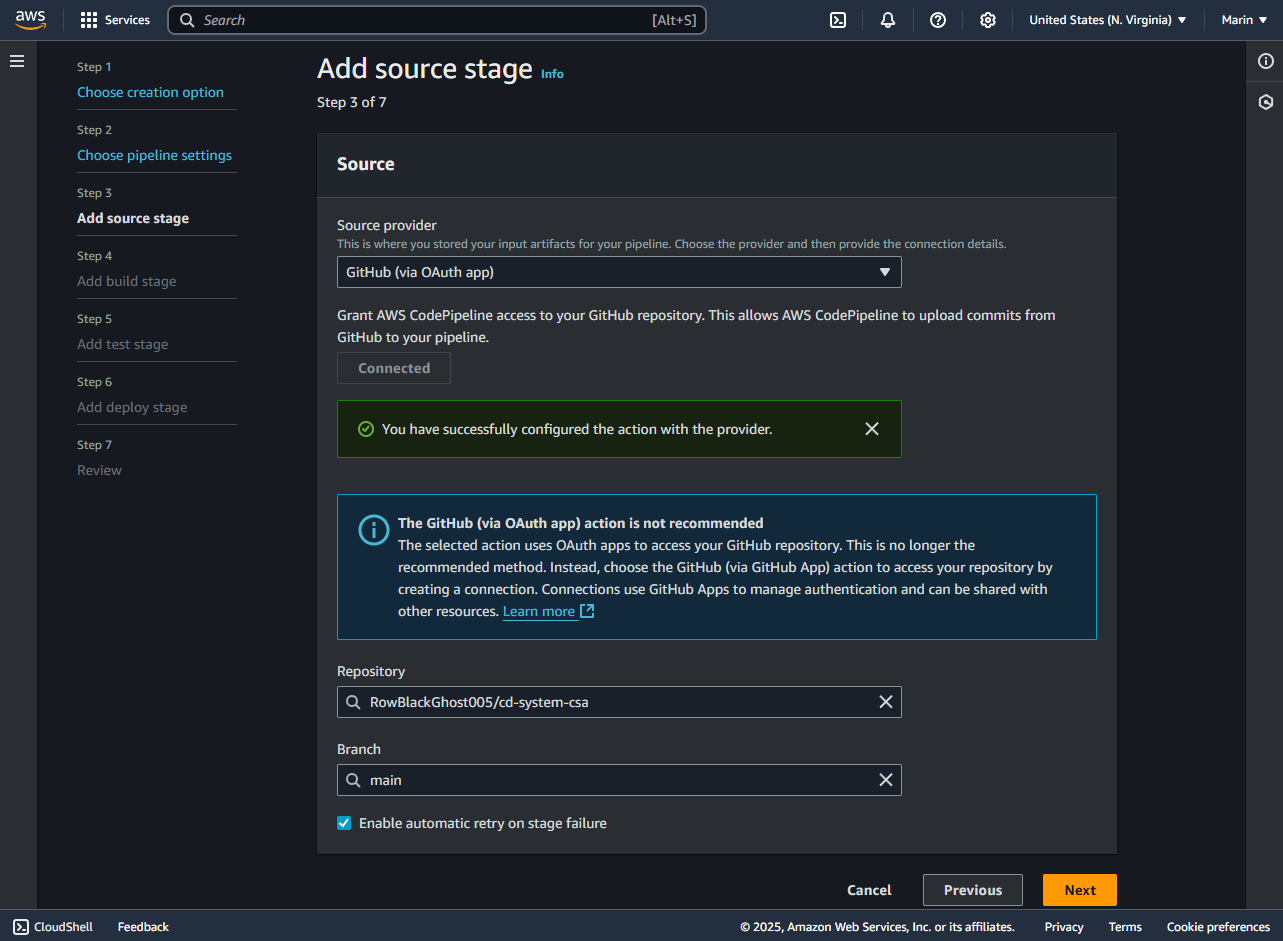 aws
Services
Search
[Alt+S]
United States (N. Virginia)
Marin
Step 1
Choose creation option
Step 2
Choose pipeline settings
Step 3
Add source stage
Step 4
Add build stage
Step 5
Add test stage
Step 6
Add deploy stage
Step 7
Review
Add source stage Info
Step 3 of 7
Source
Source provider
This is where you stored your input artifacts for your pipeline. Choose the provider and then provide the connection details.
GitHub (via OAuth app)
Grant AWS CodePipeline access to your GitHub repository. This allows AWS CodePipeline to upload commits from
GitHub to your pipeline.
Connected
You have successfully configured the action with the provider.
The GitHub (via OAuth app) action is not recommended
The selected action uses OAuth apps to access your GitHub repository. This is no longer the
recommended method. Instead, choose the GitHub (via GitHub App) action to access your repository by
creating a connection. Connections use GitHub Apps to manage authentication and can be shared with
other resources. Learn more
Repository
RowBlackGhost005/cd-system-csa
Branch
main
Enable automatic retry on stage failure
Cancel
Previous
Next
CloudShell
Feedback
© 2025, Amazon Web Services, Inc. or its affiliates.
Privacy
Terms
Cookie preferences